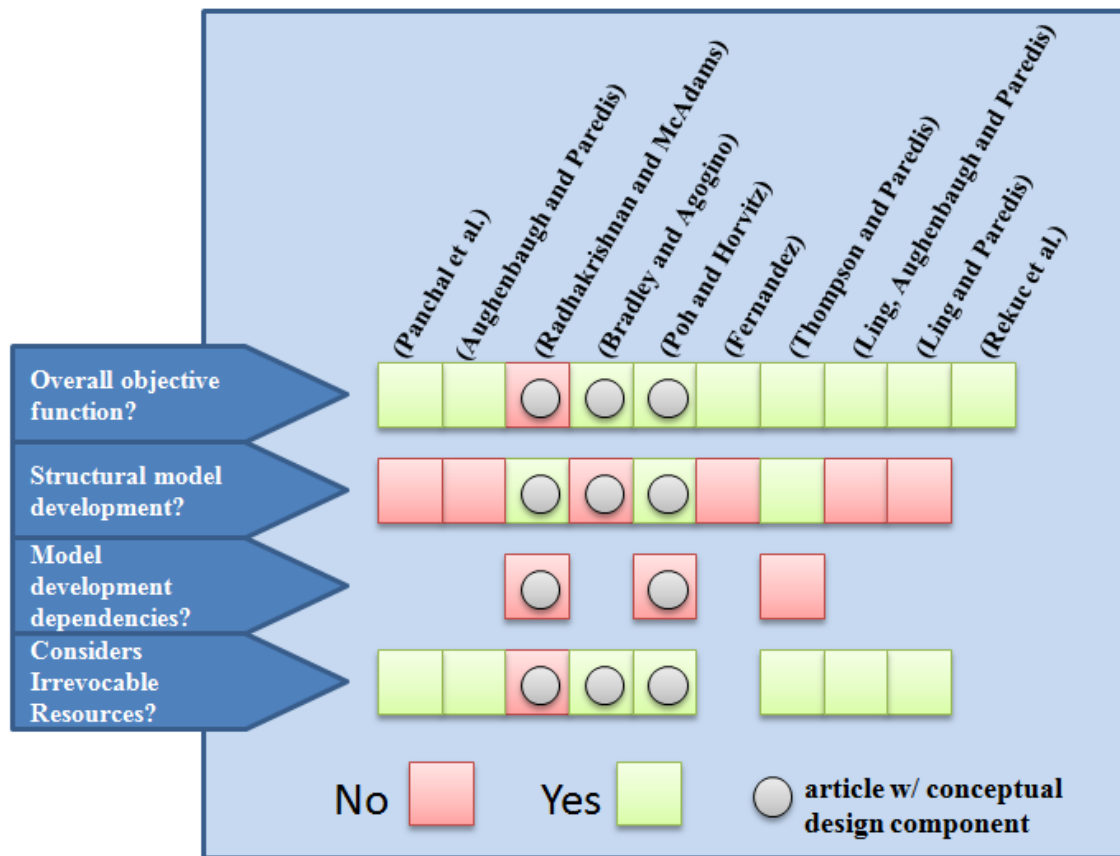 (Panchal et al.)
(Aughenbaugh and Paredis)
(Radhakrishnan and McAdams)
(Bradley and Agogino)
(Poh and Horvitz)
(Fernandez)
(Thompson and Paredis)
(Ling, Aughenbaugh and Paredis)
(Ling and Paredis)
(Rekuc et al.)
Overall objective
function?
Structural model
development?
Model
development
dependencies?
Considers
Irrevocable
Resources?
No
Yes
article w/ conceptual
design component